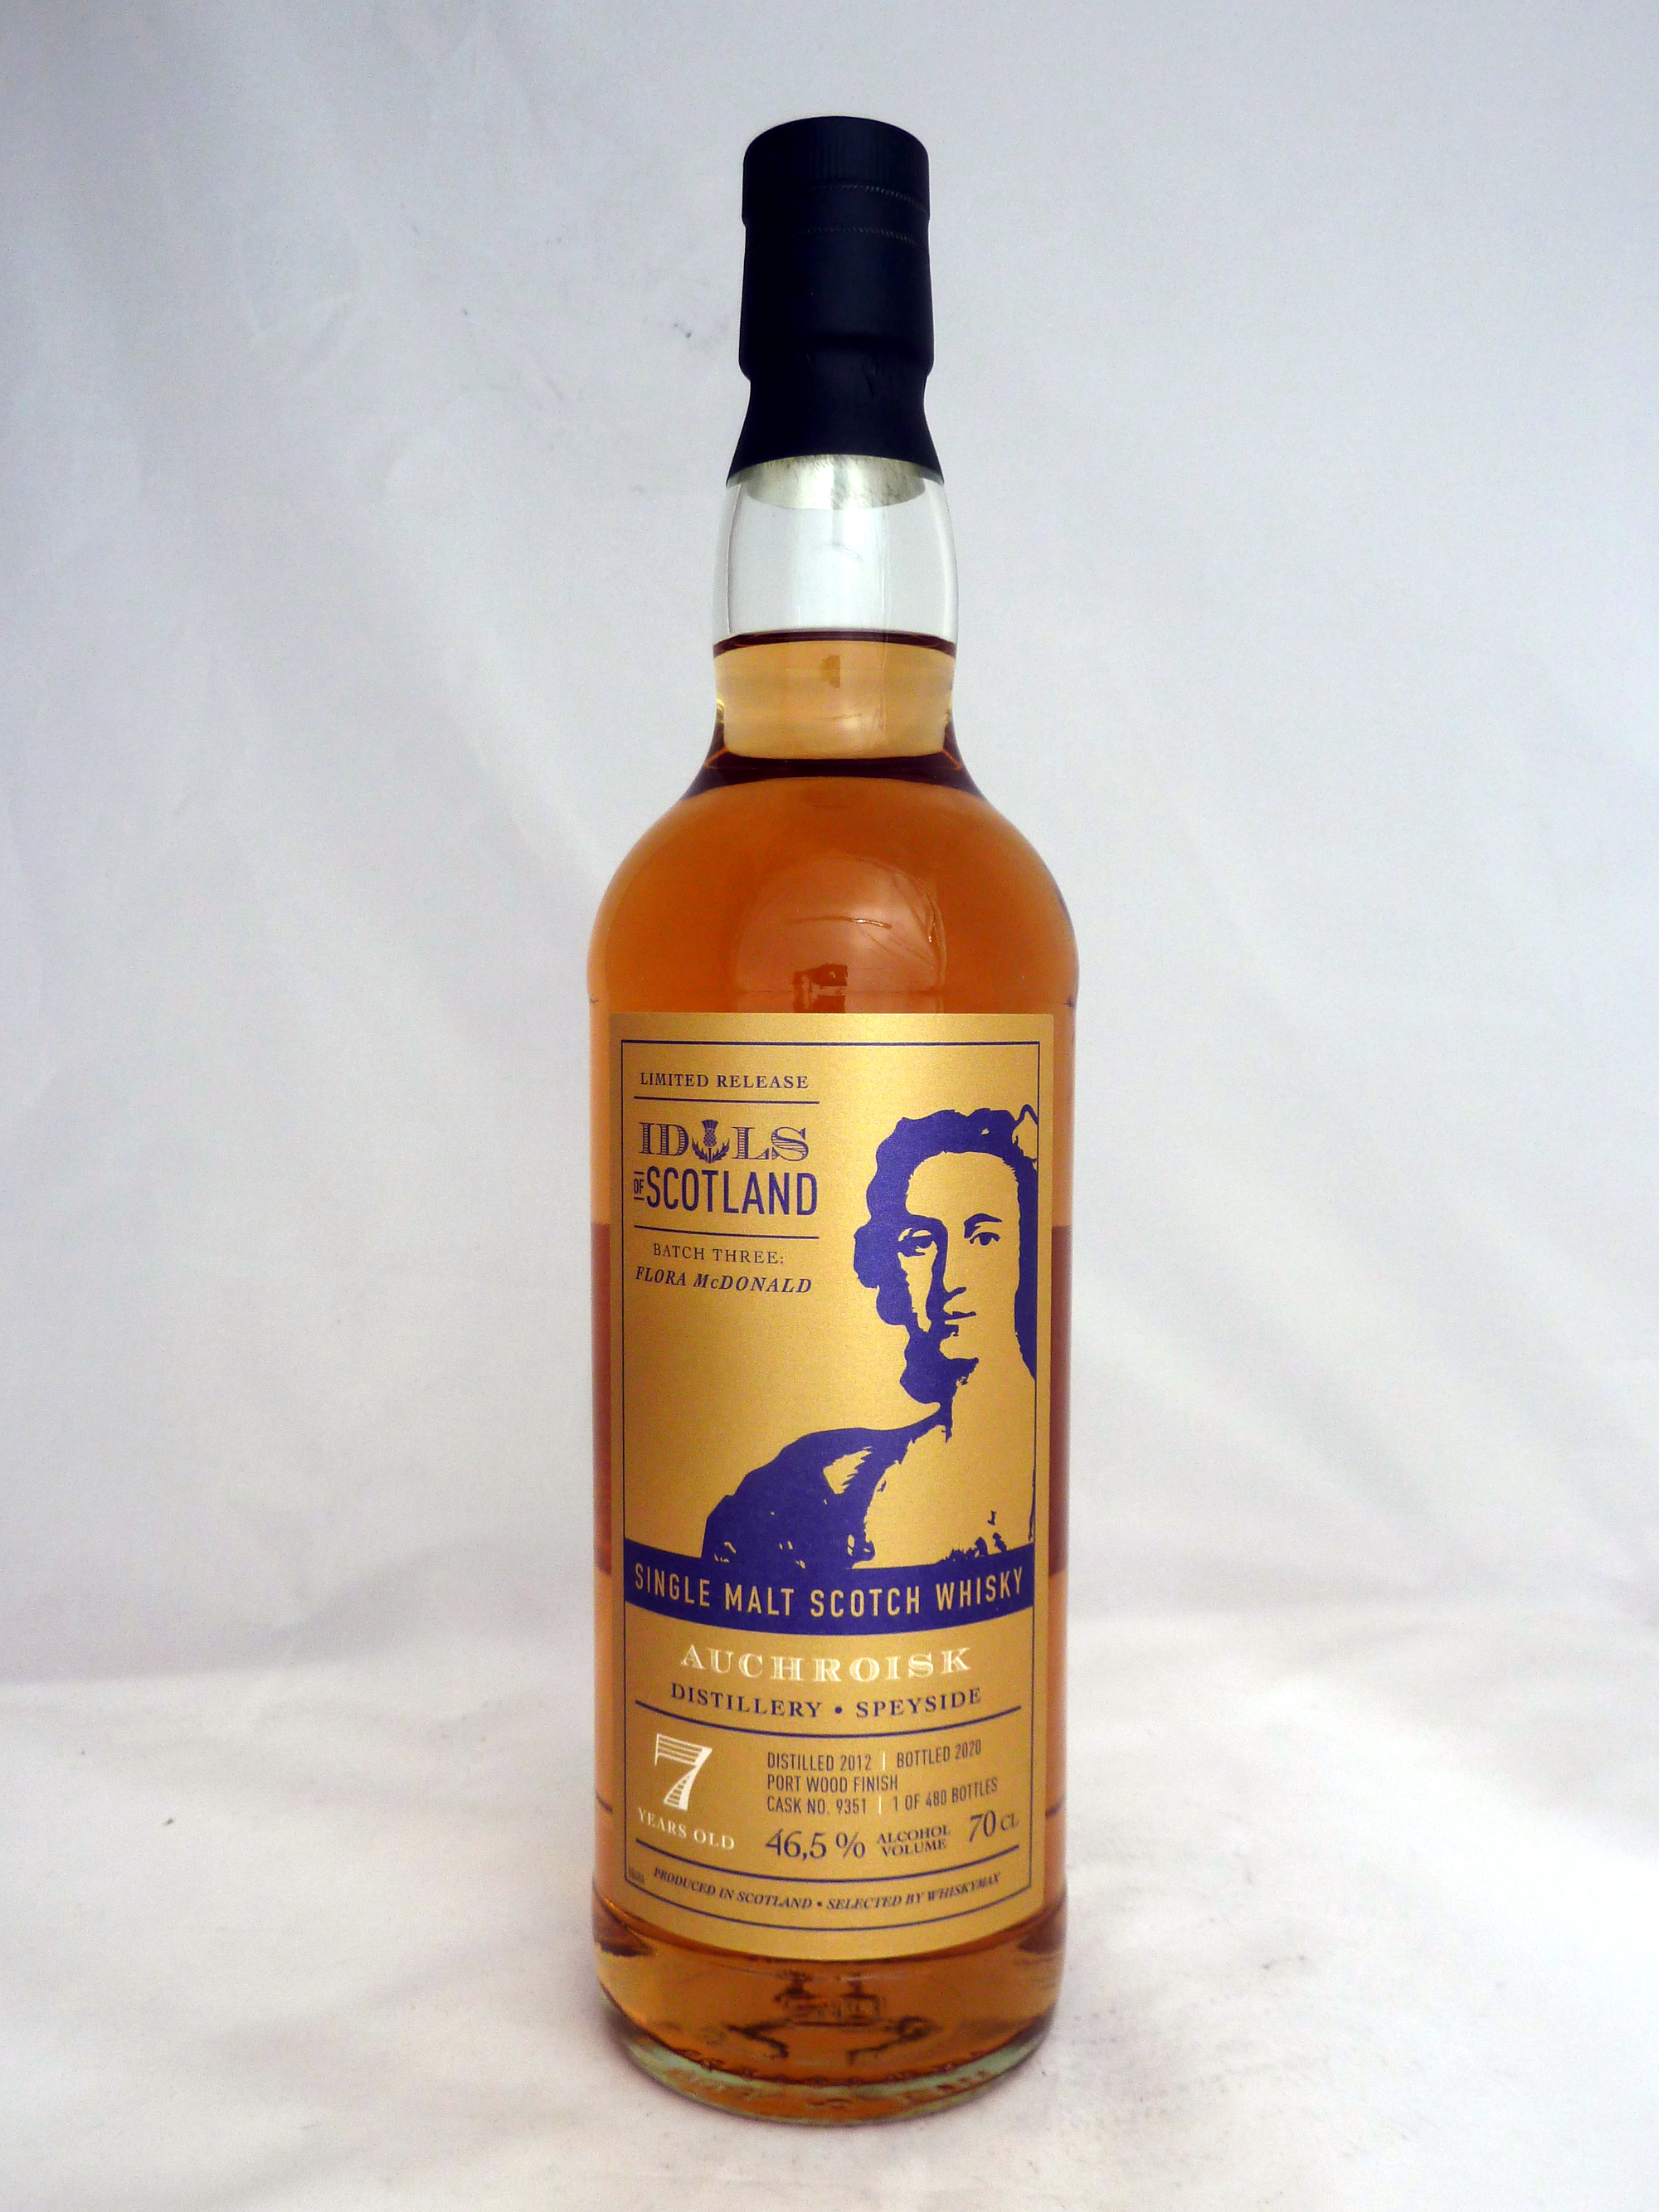 LIMITED RELEASE
IDOLS
OF SCOTLAND
BATCH THREE:
FLORA McDONALD
SINGLE MALT SCOTCH WHISKY
AUCHROISK
DISTILLERY • SPEYSIDE
7
YEARS OLD
DISTILLED 2012 | BOTTLED 2020
PORT WOOD FINISH
CASK NO. 9351 | 1 OF 480 BOTTLES
46,5 % ALCOHOL VOLUME 70 CL
PRODUCED IN SCOTLAND • SELECTED BY WHISKYMAX